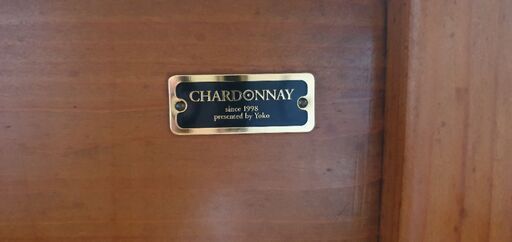 CHARDONNAY
since 1998
presented by Yoko